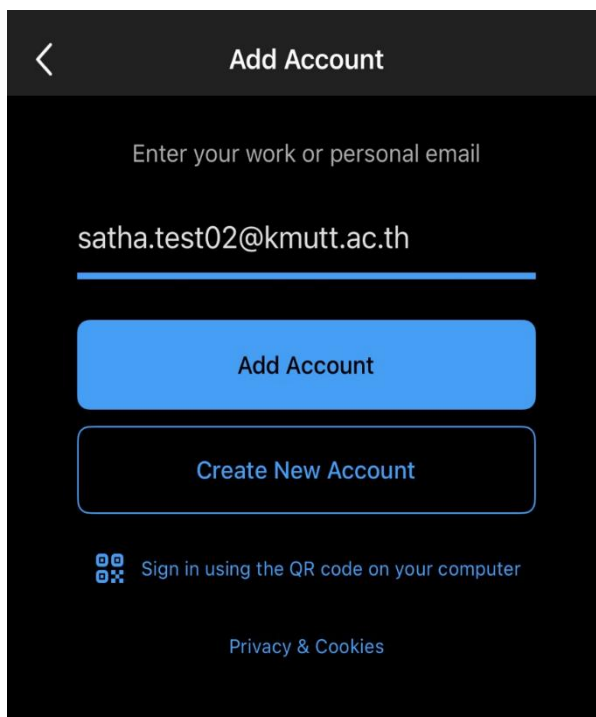 Add Account
Enter your work or personal email
satha.test02@kmutt.ac.th
Add Account
Create New Account
Sign in using the QR code on your computer
Privacy & Cookies